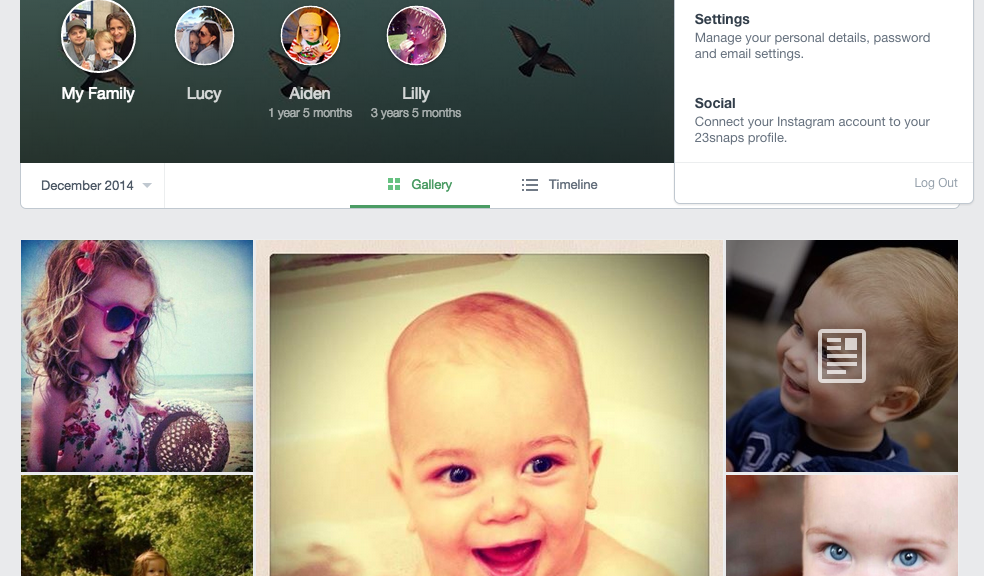 Settings
Manage your personal details, password
and email settings.
Social
Connect your Instagram account to your
23snaps profile.
Log Out
My Family
Lucy
Aiden
1 year 5 months
Lilly
3 years 5 months
December 2014
Gallery
Timeline